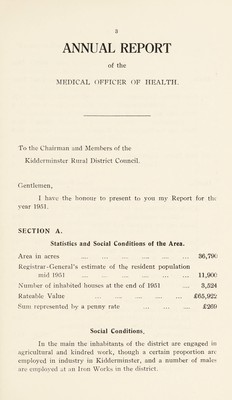 3
ANNUAL REPORT
of the
MEDICAL OFFICER OF HEALTH.
To the Chairman and Members of the
Kidderminster Rural District Council.
Gentlemen,
I have the honour to present to you my Report for the
year 1951.
SECTION A.
Statistics and Social Conditions of the Area.
Area in acres ... ... ... ... ... 36,796
Registrar-General's estimate of the resident population
mid 1951 ... ... ... ... ... 11,900
Number of inhabited houses at the end of 1951 ... 3,524
Rateable Value ... ... ... ... ... £65,922
Sum represented by a penny rate ... ... ... £269
Social Conditions.
In the main the inhabitants of the district are engaged in
agricultural and kindred work, though a certain proportion are
employed in industry in Kidderminster, and a number of males
are employed at an Iron Works in the district.